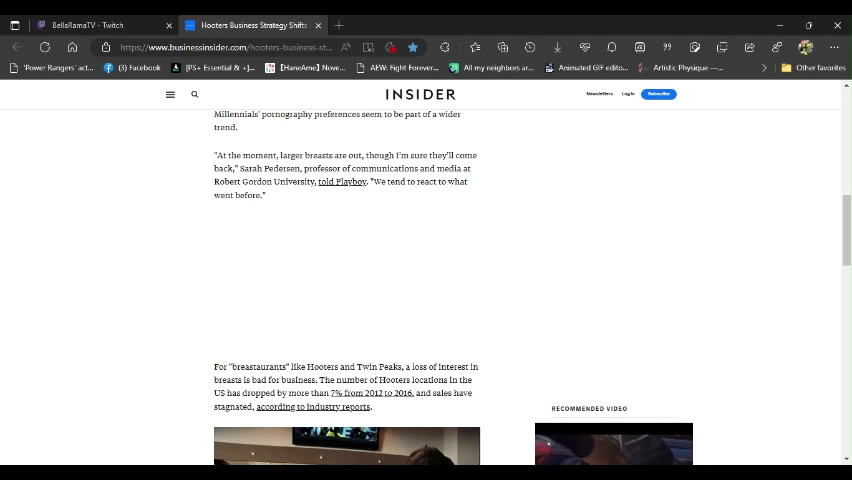 BellaRamaTV - Twitch
Hooters Business Strategy Shifts
https://www.businessinsider.com/hooters-business-st...
'Power Rangers' act...
(3) Facebook
[PS+ Essential & +]...
【HaneAme】Nove...
AEW: Fight Forever...
All my neighbors ar...
Animated GIF edito...
Artistic Physique —...
Other favorites
INSIDER
Newsletters
Log In
Subscribe
Millennials' pornography preferences seem to be part of a wider
trend.
"At the moment, larger breasts are out, though I'm sure they'll come
back," Sarah Pedersen, professor of communications and media at
Robert Gordon University, told Playboy. "We tend to react to what
went before."
For "breastaurants" like Hooters and Twin Peaks, a loss of interest in
breasts is bad for business. The number of Hooters locations in the
US has dropped by more than 7% from 2012 to 2016, and sales have
stagnated, according to industry reports.
RECOMMENDED VIDEO